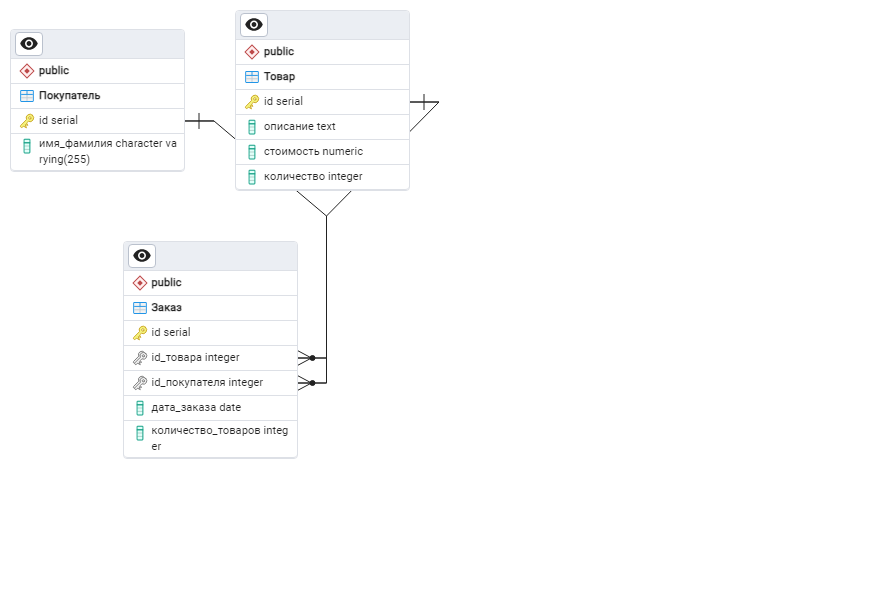 public
Покупатель
id serial
имя_фамилия character va
rying(255)
public
Товар
id serial
описание text
стоимость numeric
количество integer
public
Заказ
id serial
id_товара integer
id_покупателя integer
дата_заказа date
количество_товаров integ
er